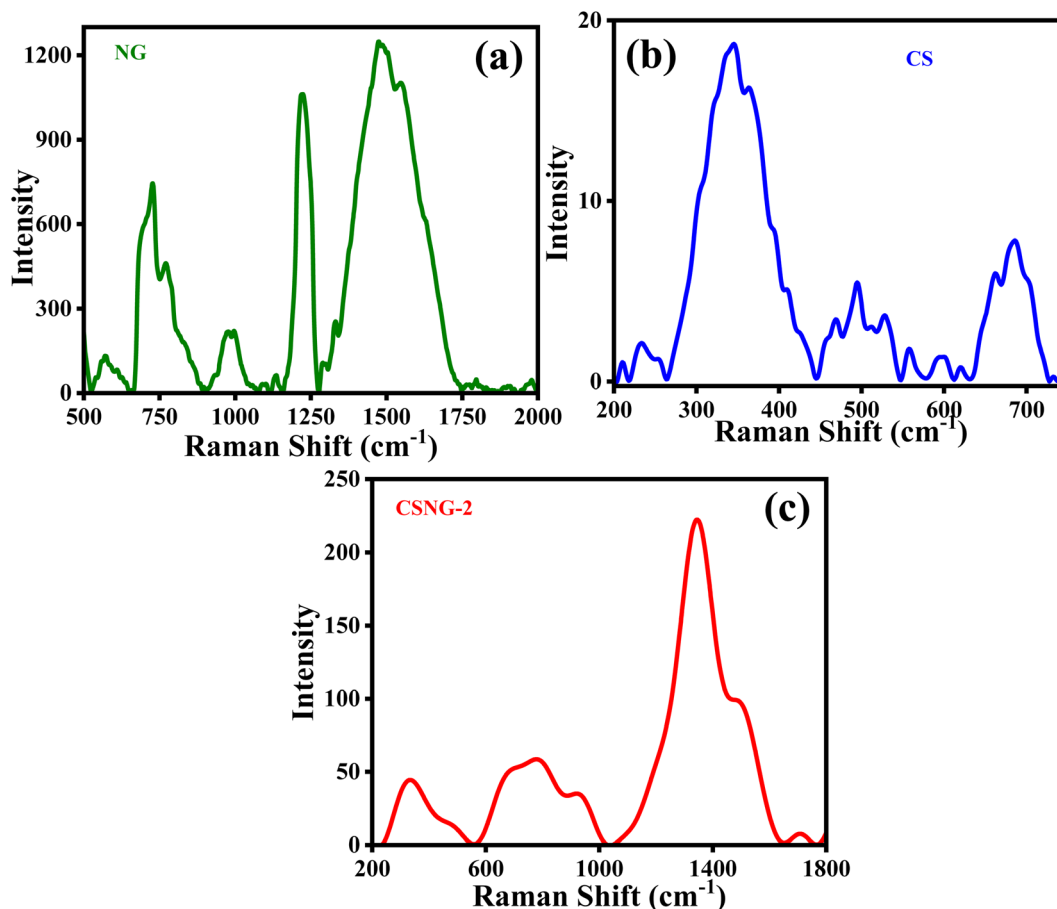 NG
(a)
1200
900
600
300
0
Intensity
500 750 1000 1250 1500 1750 2000
Raman Shift (cm⁻¹)
20
(b)
CS
10
0
Intensity
200 300 400 500 600 700
Raman Shift (cm⁻¹)
250
CSNG-2
(c)
200
150
100
50
0
Intensity
200 600 1000 1400 1800
Raman Shift (cm⁻¹)